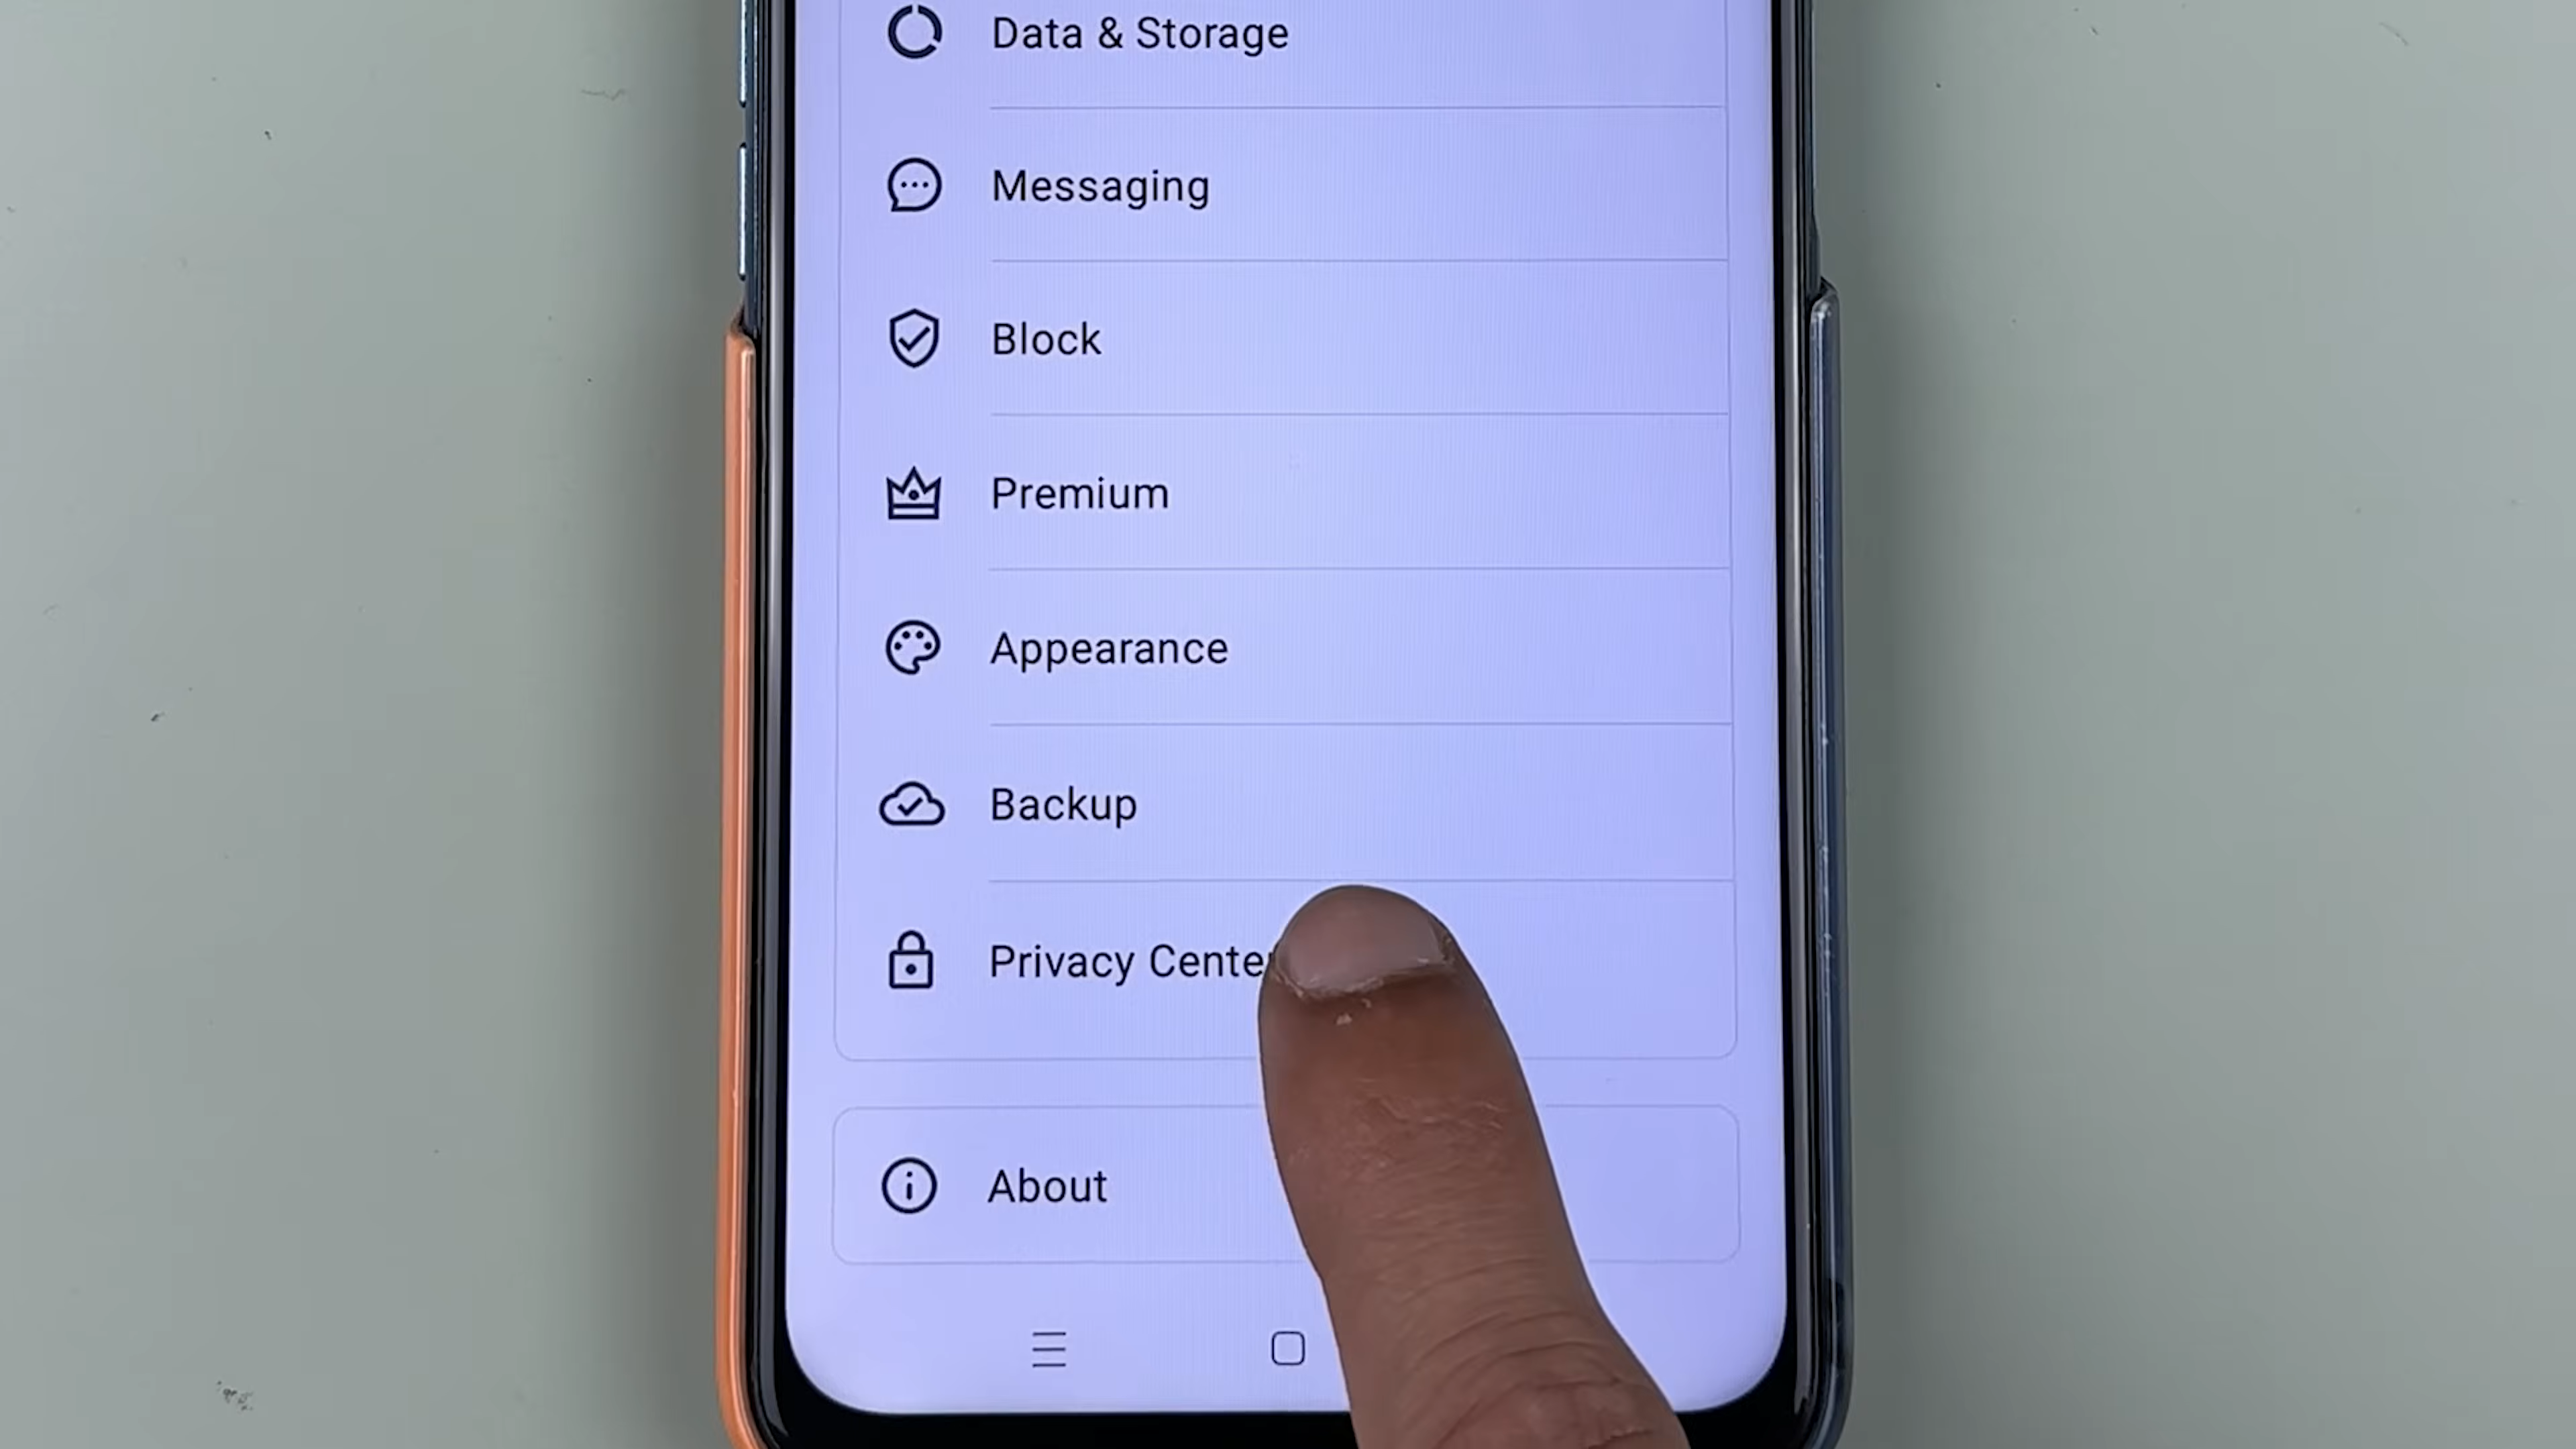 Data & Storage
Messaging
Block
Premium
Appearance
Backup
Privacy Center
About